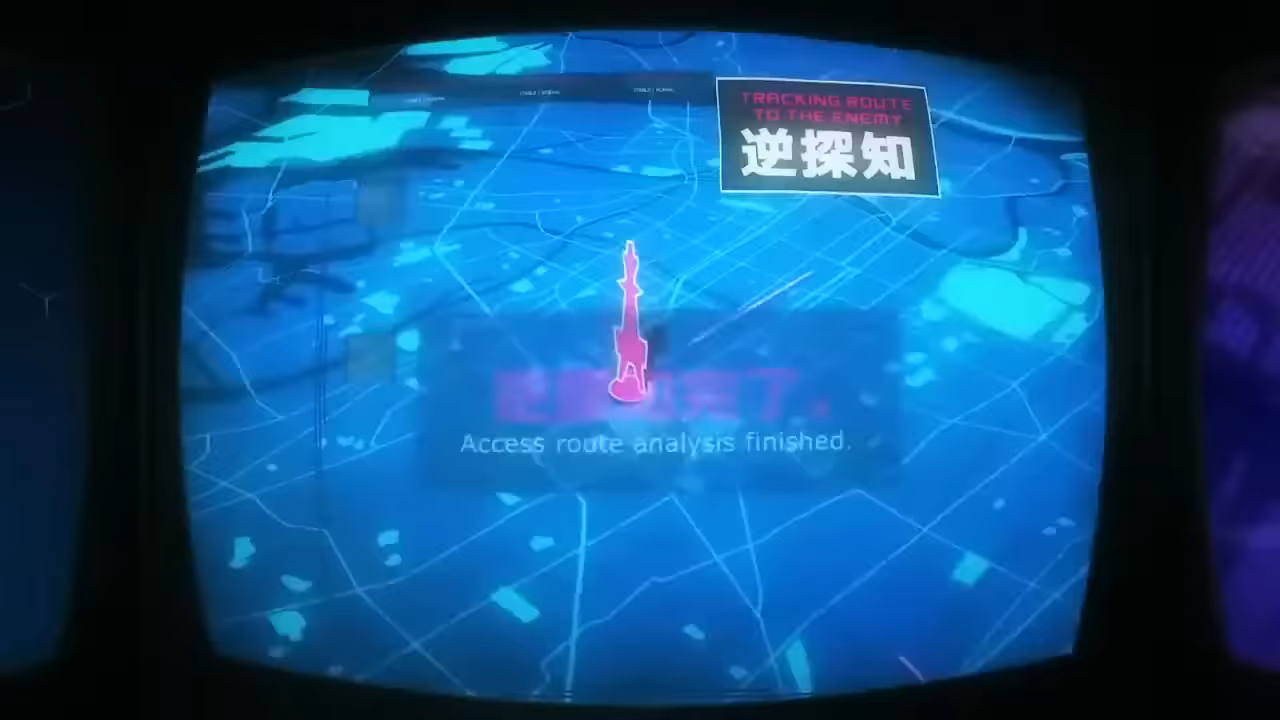 TRACKING ROUTE
TO THE ENEMY
逆探知
Access route analysis finished.